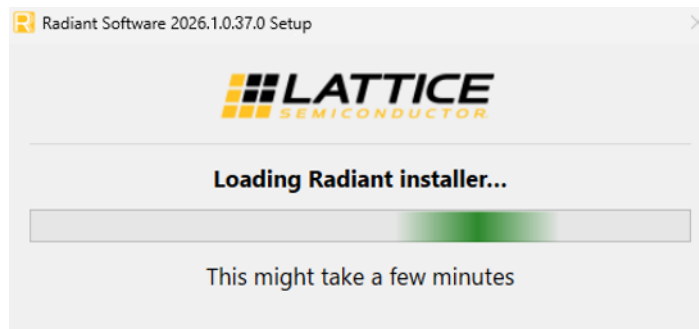 Radiant Software 2026.1.0.37.0 Setup
LATTICE
SEMICONDUCTOR
Loading Radiant installer...
This might take a few minutes